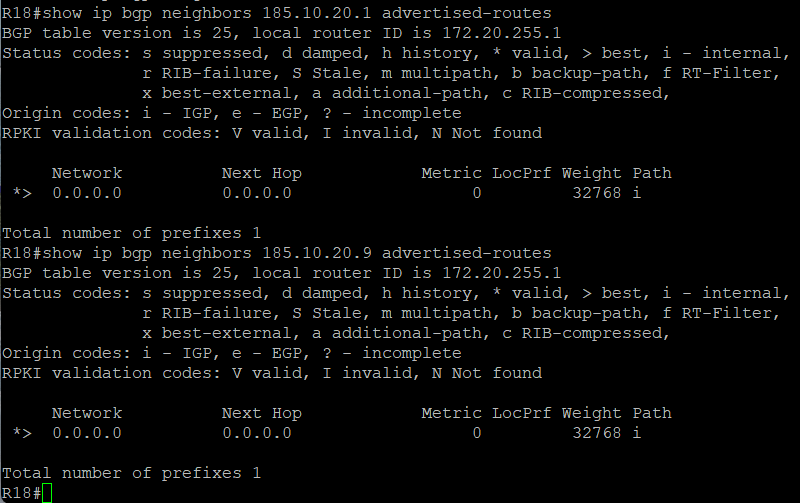 R18#show ip bgp neighbors 185.10.20.1 advertised-routes
BGP table version is 25, local router ID is 172.20.255.1
Status codes: s suppressed, d damped, h history, * valid, > best, i - internal,
              r RIB-failure, S Stale, m multipath, b backup-path, f RT-Filter,
              x best-external, a additional-path, c RIB-compressed,
Origin codes: i - IGP, e - EGP, ? - incomplete
RPKI validation codes: V valid, I invalid, N Not found

     Network          Next Hop            Metric LocPrf Weight Path
 *>  0.0.0.0          0.0.0.0                  0         32768 i

Total number of prefixes 1
R18#show ip bgp neighbors 185.10.20.9 advertised-routes
BGP table version is 25, local router ID is 172.20.255.1
Status codes: s suppressed, d damped, h history, * valid, > best, i - internal,
              r RIB-failure, S Stale, m multipath, b backup-path, f RT-Filter,
              x best-external, a additional-path, c RIB-compressed,
Origin codes: i - IGP, e - EGP, ? - incomplete
RPKI validation codes: V valid, I invalid, N Not found

     Network          Next Hop            Metric LocPrf Weight Path
 *>  0.0.0.0          0.0.0.0                  0         32768 i

Total number of prefixes 1
R18#